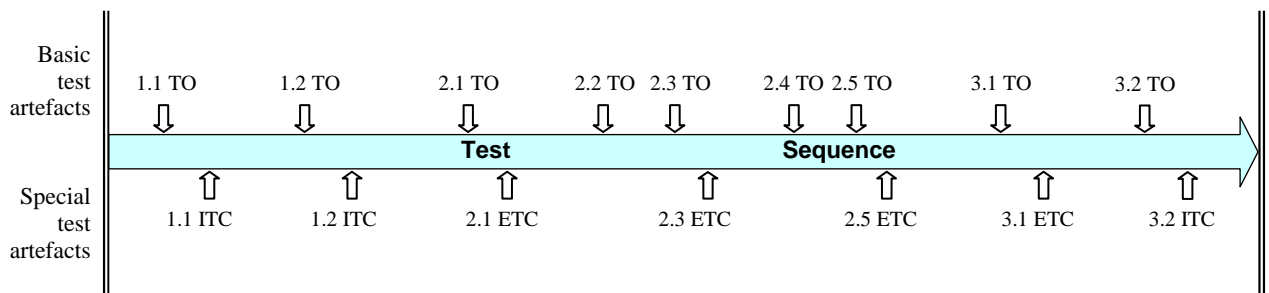 Basic
test
artefacts
1.1 TO 1.2 TO 2.1 TO 2.2 TO 2.3 TO 2.4 TO 2.5 TO 3.1 TO 3.2 TO
Test Sequence
Special
test
artefacts
1.1 ITC 1.2 ITC 2.1 ETC 2.3 ETC 2.5 ETC 3.1 ETC 3.2 ITC